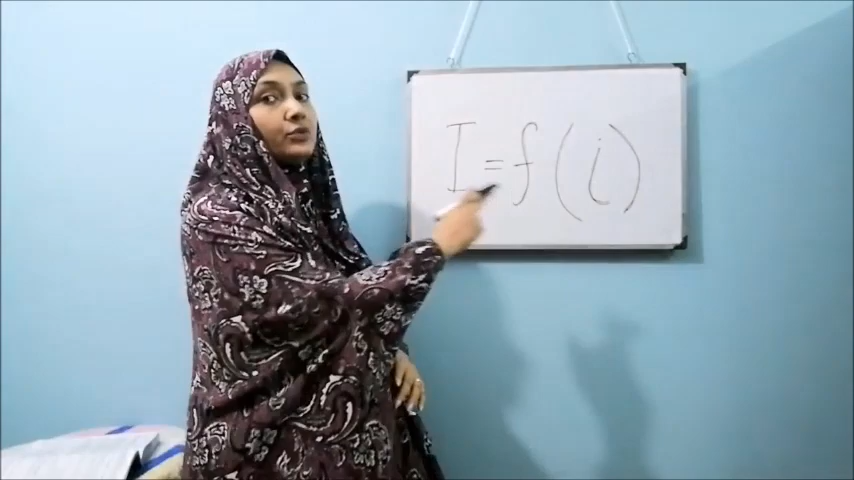 I = f(i)